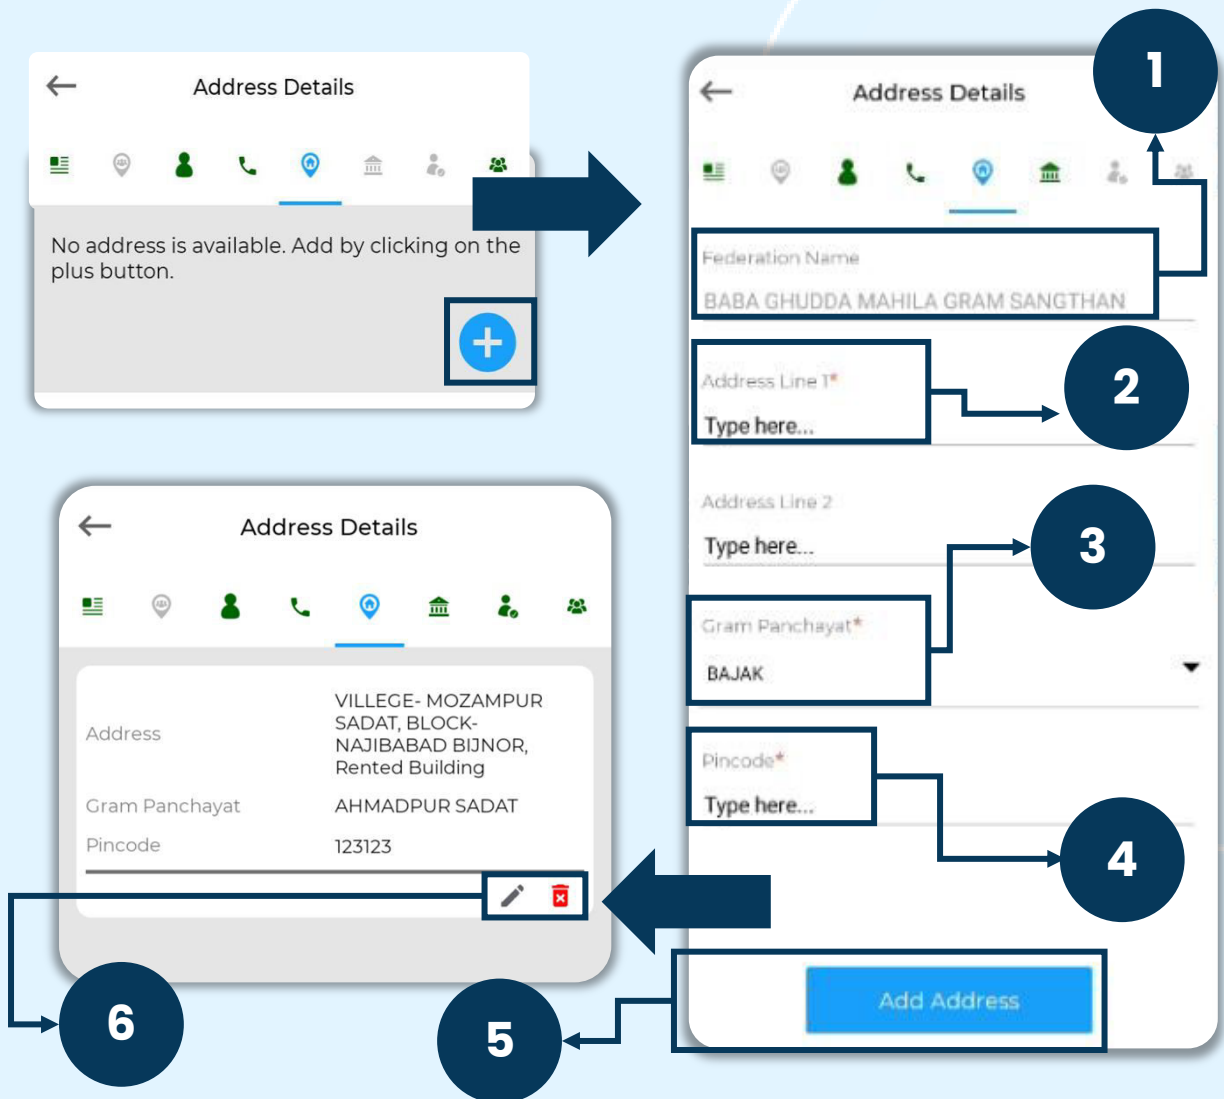 Address Details
No address is available. Add by clicking on the
plus button.
Address Details
1
Federation Name
BABA GHUDDA MAHILA GRAM SANGTHAN
Address Line 1*
Type here...
2
Address Line 2
Type here...
3
Gram Panchayat*
BAJAK
Pincode*
Type here...
4
Add Address
5
Address Details
Address
VILLEGE- MOZAMPUR
SADAT, BLOCK-
NAJIBABAD BIJNOR,
Rented Building
Gram Panchayat AHMADPUR SADAT
Pincode 123123
6